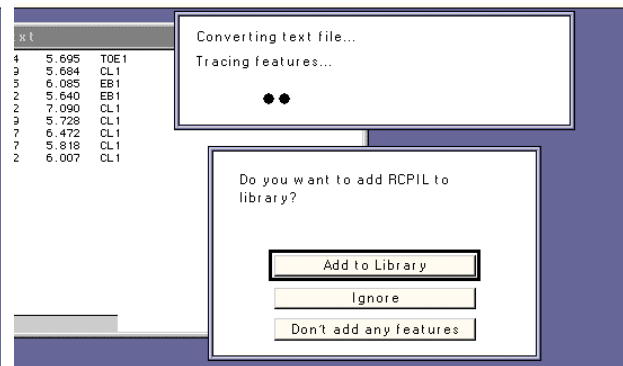 xt
4 5.695 TOE1
9 5.684 CL1
5 6.085 EB1
2 5.640 EB1
2 7.090 CL1
9 5.728 CL1
7 6.472 CL1
7 5.818 CL1
2 6.007 CL1
Converting text file...
Tracing features...
Do you want to add RCPIL to
library?
Add to Library
Ignore
Don't add any features